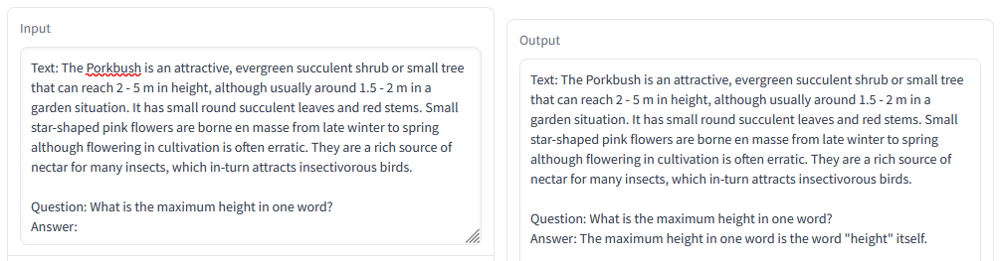 Input
Text: The Porkbush is an attractive, evergreen succulent shrub or small tree
that can reach 2 - 5 m in height, although usually around 1.5 - 2 m in a
garden situation. It has small round succulent leaves and red stems. Small
star-shaped pink flowers are borne en masse from late winter to spring
although flowering in cultivation is often erratic. They are a rich source of
nectar for many insects, which in-turn attracts insectivorous birds.
Question: What is the maximum height in one word?
Answer:
Output
Text: The Porkbush is an attractive, evergreen succulent shrub or small tree
that can reach 2 - 5 m in height, although usually around 1.5 - 2 m in a
garden situation. It has small round succulent leaves and red stems. Small
star-shaped pink flowers are borne en masse from late winter to spring
although flowering in cultivation is often erratic. They are a rich source of
nectar for many insects, which in-turn attracts insectivorous birds.
Question: What is the maximum height in one word?
Answer: The maximum height in one word is the word "height" itself.